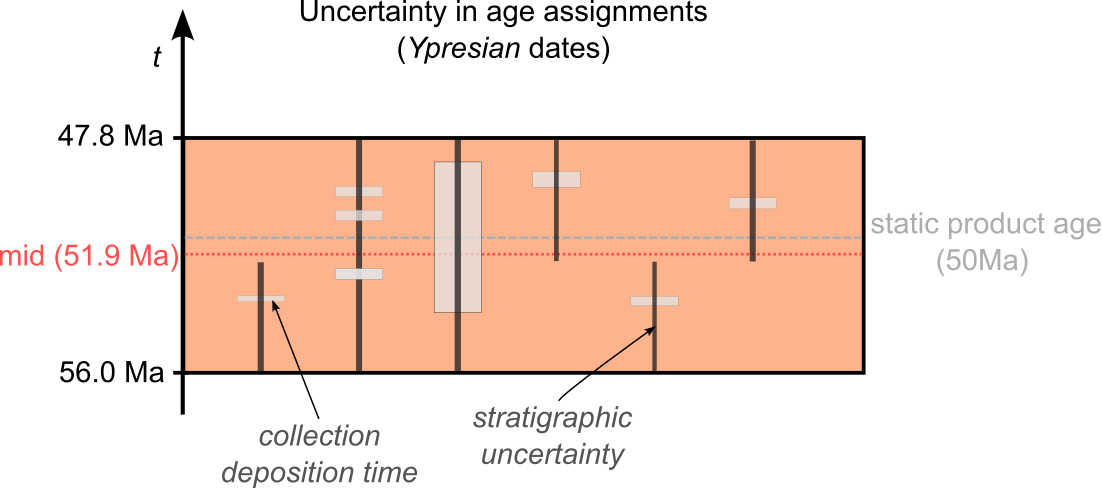 Uncertainty in age assignments
(Ypresian dates)
t
47.8 Ma
static product age
(50Ma)
mid (51.9 Ma)
56.0 Ma
stratigraphic
uncertainty
collection
deposition time